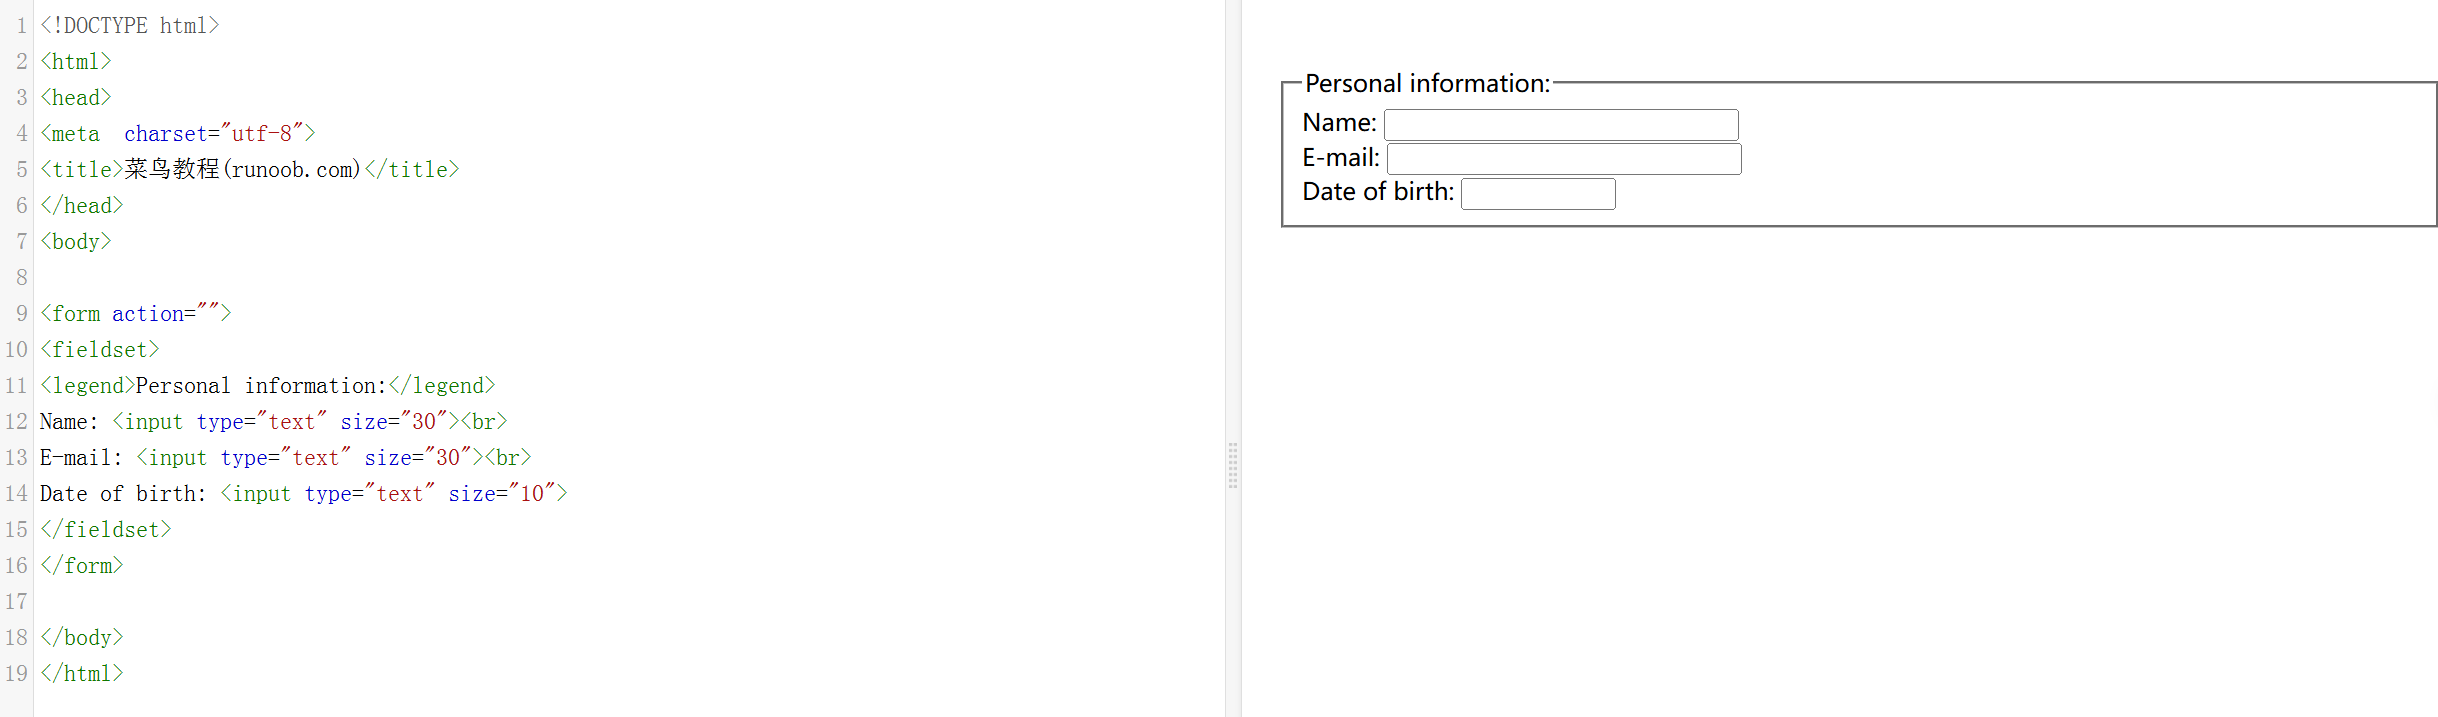 1 <!DOCTYPE html>
2 <html>
3 <head>
4 <meta  charset="utf-8">
5 <title>菜鸟教程(runoob.com)</title>
6 </head>
7 <body>
8
9 <form action="">
10 <fieldset>
11 <legend>Personal information:</legend>
12 Name: <input type="text" size="30"><br>
13 E-mail: <input type="text" size="30"><br>
14 Date of birth: <input type="text" size="10">
15 </fieldset>
16 </form>
17
18 </body>
19 </html>
Personal information:
Name:
E-mail:
Date of birth: